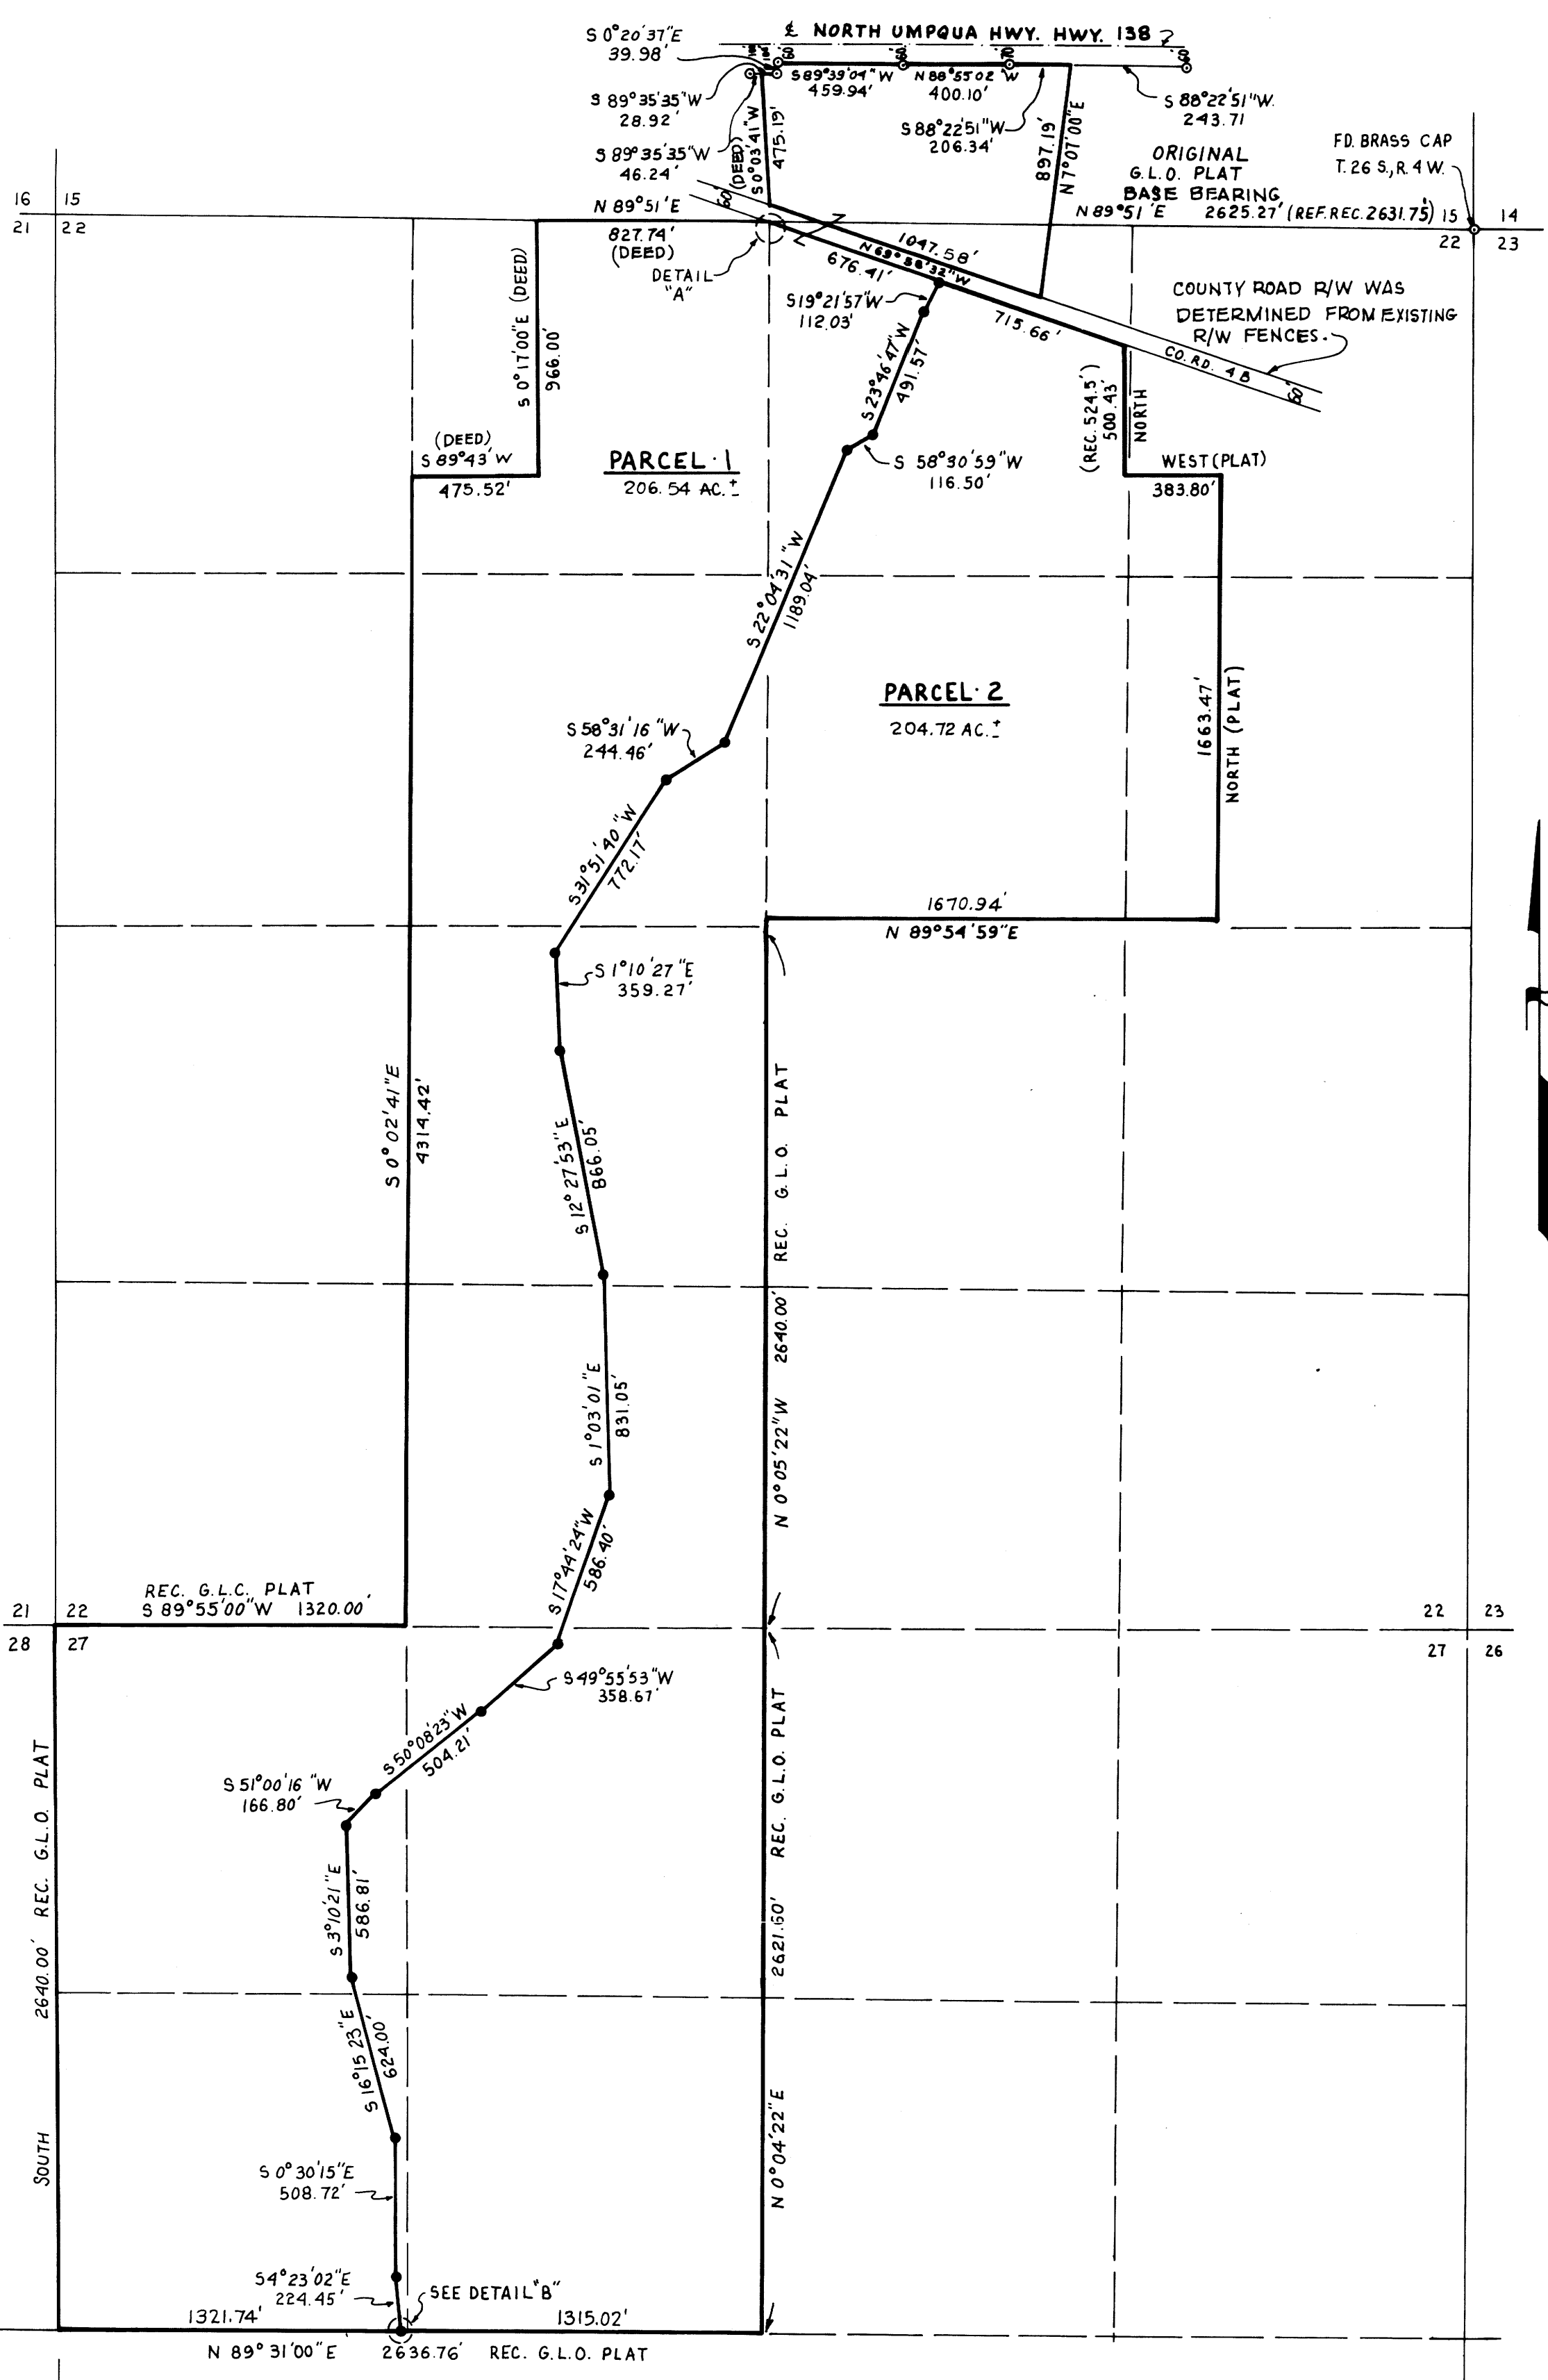 ℄ NORTH UMPQUA HWY. HWY. 138
S 0°20'37"E
39.98'
S 89°35'35"W
28.92'
S 89°35'35"W
46.24'
S89°39'04"W
459.94'
N 88°55'02"W
400.10'
S 88°22'51"W
206.34'
S 88°22'51"W.
243.71
(DEED)
S 0°03'41"W
475.19'
897.19'
N 7°07'00"E
60'
ORIGINAL
G.L.O. PLAT
BASE BEARING
N 89°51'E 2625.27' (REF. REC. 2631.75')
FD. BRASS CAP
T. 26 S., R. 4 W.
16 15
21 22
15 14
22 23
N 89°51'E
827.74'
(DEED)
DETAIL
"A"
1047.58'
N 69°58'32"W
676.41'
715.66'
CO. RD. 4 B
60'
COUNTY ROAD R/W WAS
DETERMINED FROM EXISTING
R/W FENCES.
S 0°17'00"E (DEED)
966.00'
S19°21'57"W
112.03'
S 23°46'47"W
491.57'
S 58°30'59"W
116.50'
(REC. 524.5')
500.43'
NORTH
WEST (PLAT)
383.80'
(DEED)
S 89°43'W
475.52'
PARCEL · 1
206.54 AC.±
S 22°04'31"W
1189.04'
PARCEL · 2
204.72 AC.±
1663.47'
NORTH (PLAT)
S 58°31'16"W
244.46'
S31°51'40"W
772.17'
1670.94'
N 89°54'59"E
S 1°10'27"E
359.27'
S 0°02'41"E
4314.42'
S 12°27'53"E
866.05'
N 0°05'22"W 2640.00' REC. G.L.O. PLAT
S 1°03'01"E
831.05'
S 17°44'24"W
586.40'
REC. G.L.C. PLAT
S 89°55'00"W 1320.00'
21 22
28 27
22 23
27 26
S 49°55'53"W
358.67'
S 50°08'23"W
504.21'
S 51°00'16"W
166.80'
SOUTH 2640.00' REC. G.L.O. PLAT
S 3°10'21"E
586.81'
N 0°04'22"E 2621.60' REC. G.L.O. PLAT
S 16°15'23"E
624.00'
S 0°30'15"E
508.72'
S 4°23'02"E
224.45'
SEE DETAIL "B"
1321.74'
1315.02'
N 89°31'00"E 2636.76' REC. G.L.O. PLAT